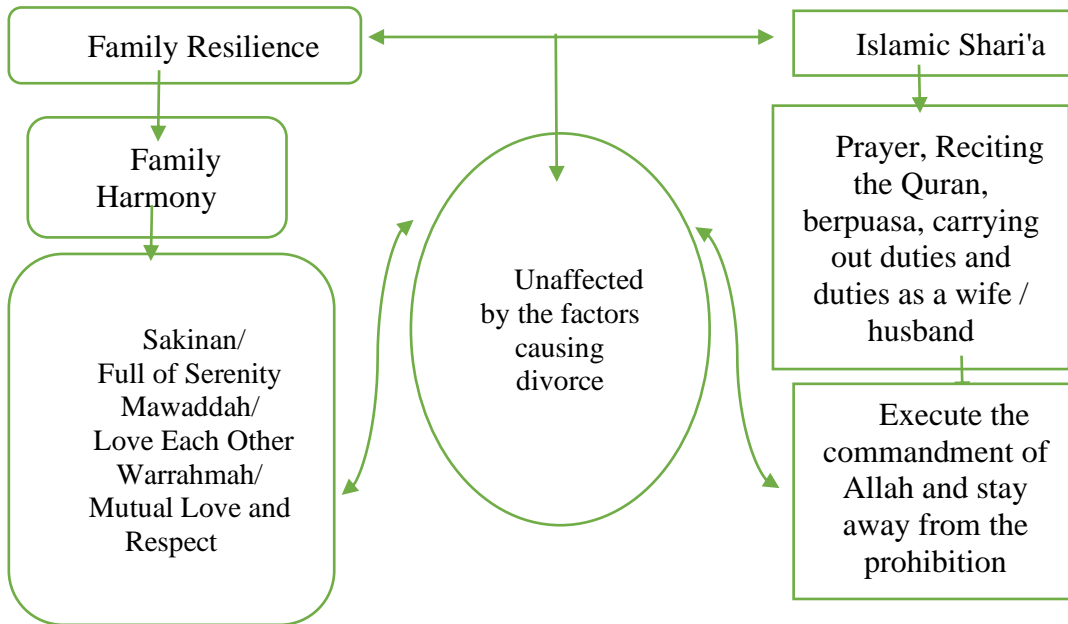 Family Resilience
Islamic Shari'a
Family
Harmony
Prayer, Reciting
the Quran,
berpuasa, carrying
out duties and
duties as a wife /
husband
Unaffected
by the factors
causing
divorce
Sakinan/
Full of Serenity
Mawaddah/
Love Each Other
Warrahmah/
Mutual Love and
Respect
Execute the
commandment of
Allah and stay
away from the
prohibition